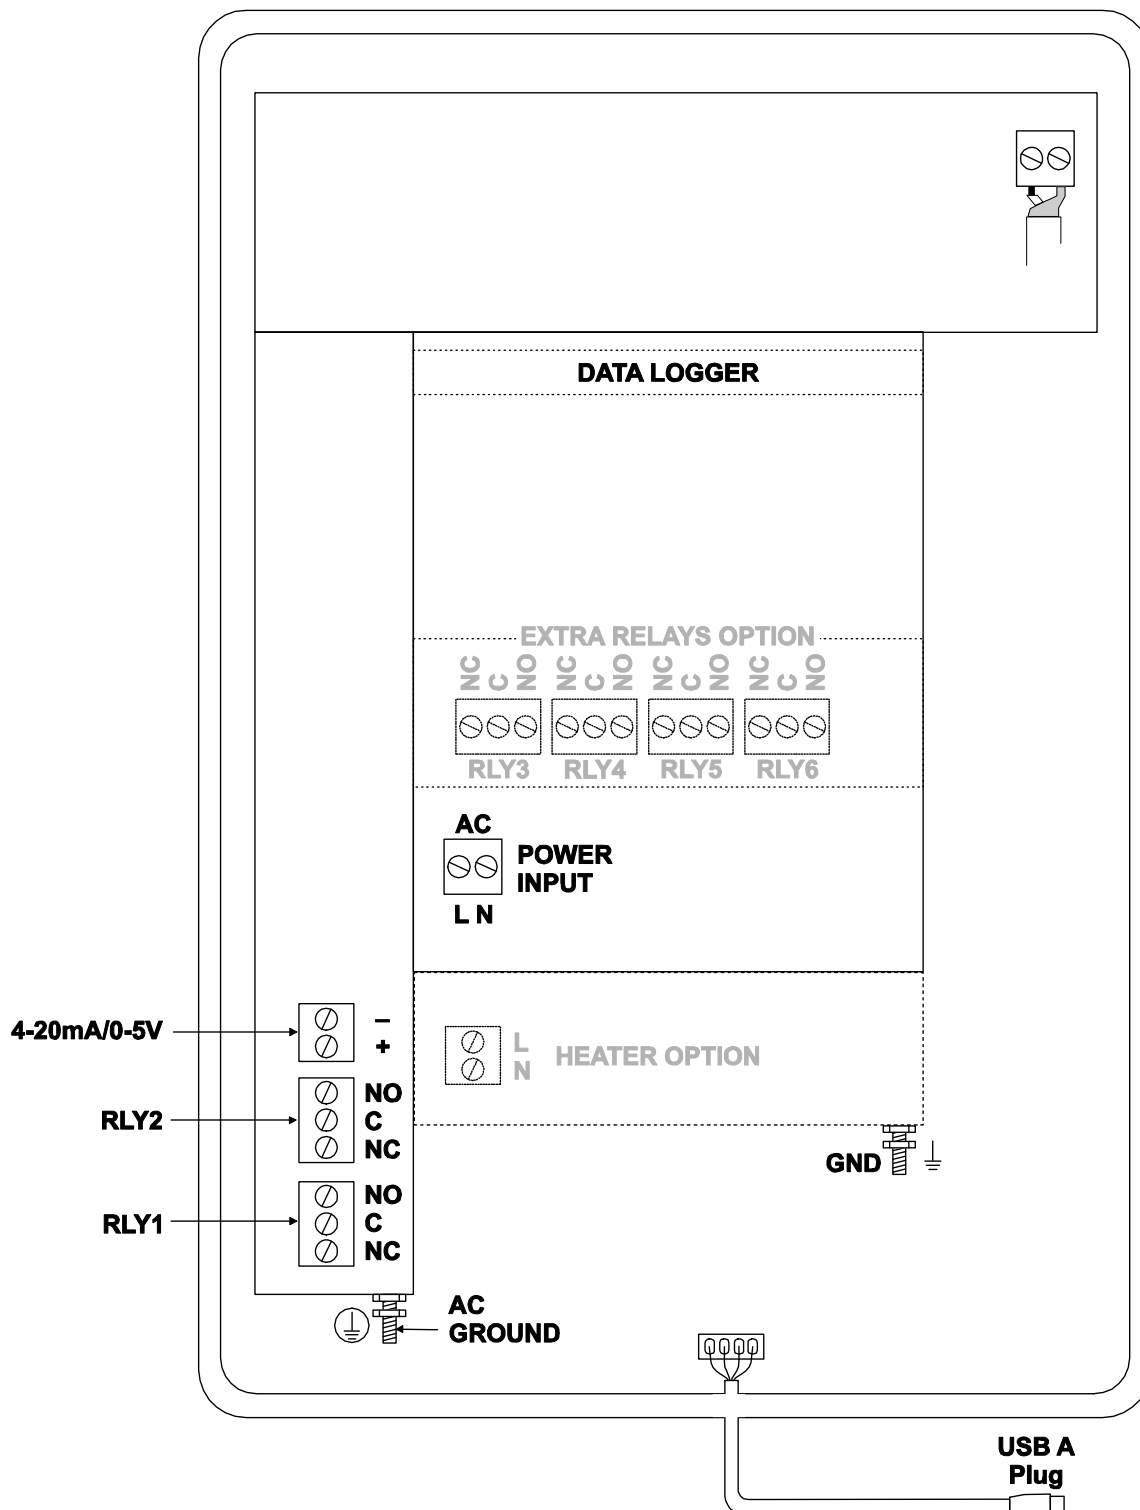 DATA LOGGER
EXTRA RELAYS OPTION
NC C NO NC C NO NC C NO NC C NO
RLY3 RLY4 RLY5 RLY6
AC
POWER
INPUT
L N
4-20mA/0-5V
–
+
L
N
HEATER OPTION
RLY2
NO
C
NC
GND
RLY1
NO
C
NC
AC
GROUND
USB A
Plug